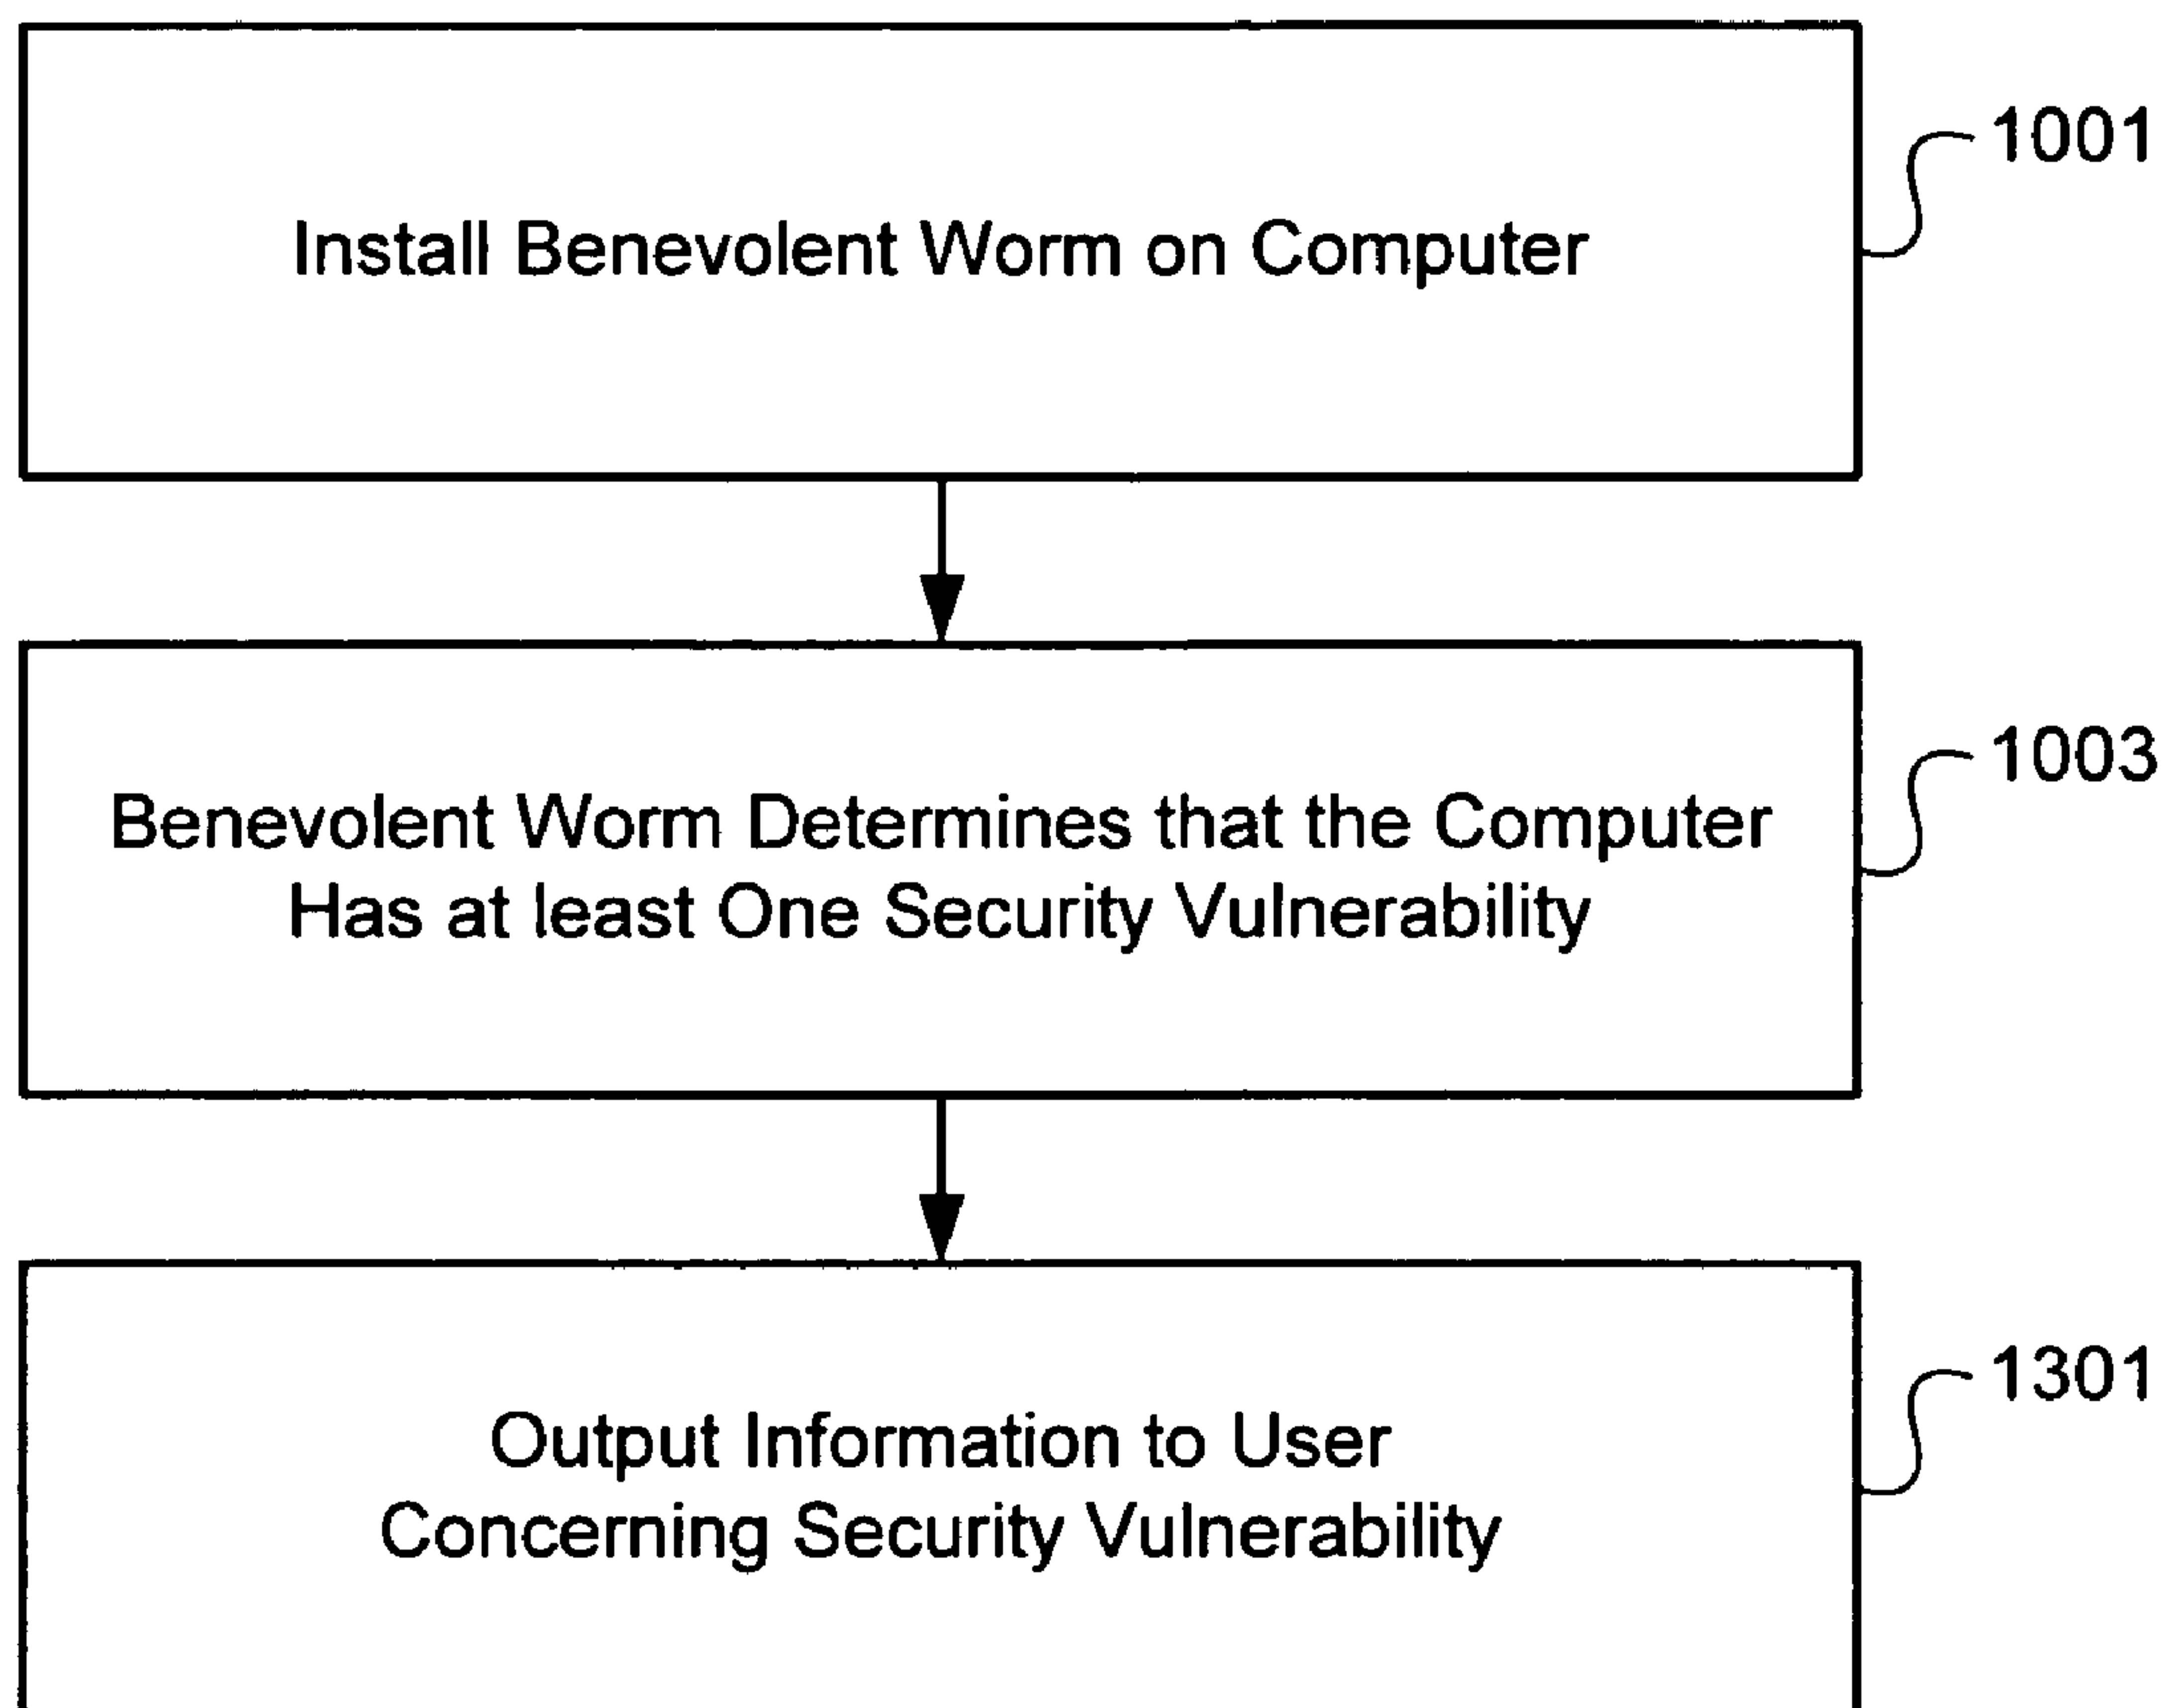 Install Benevolent Worm on Computer
1001
Benevolent Worm Determines that the Computer
Has at least One Security Vulnerability
1003
Output Information to User
Concerning Security Vulnerability
1301